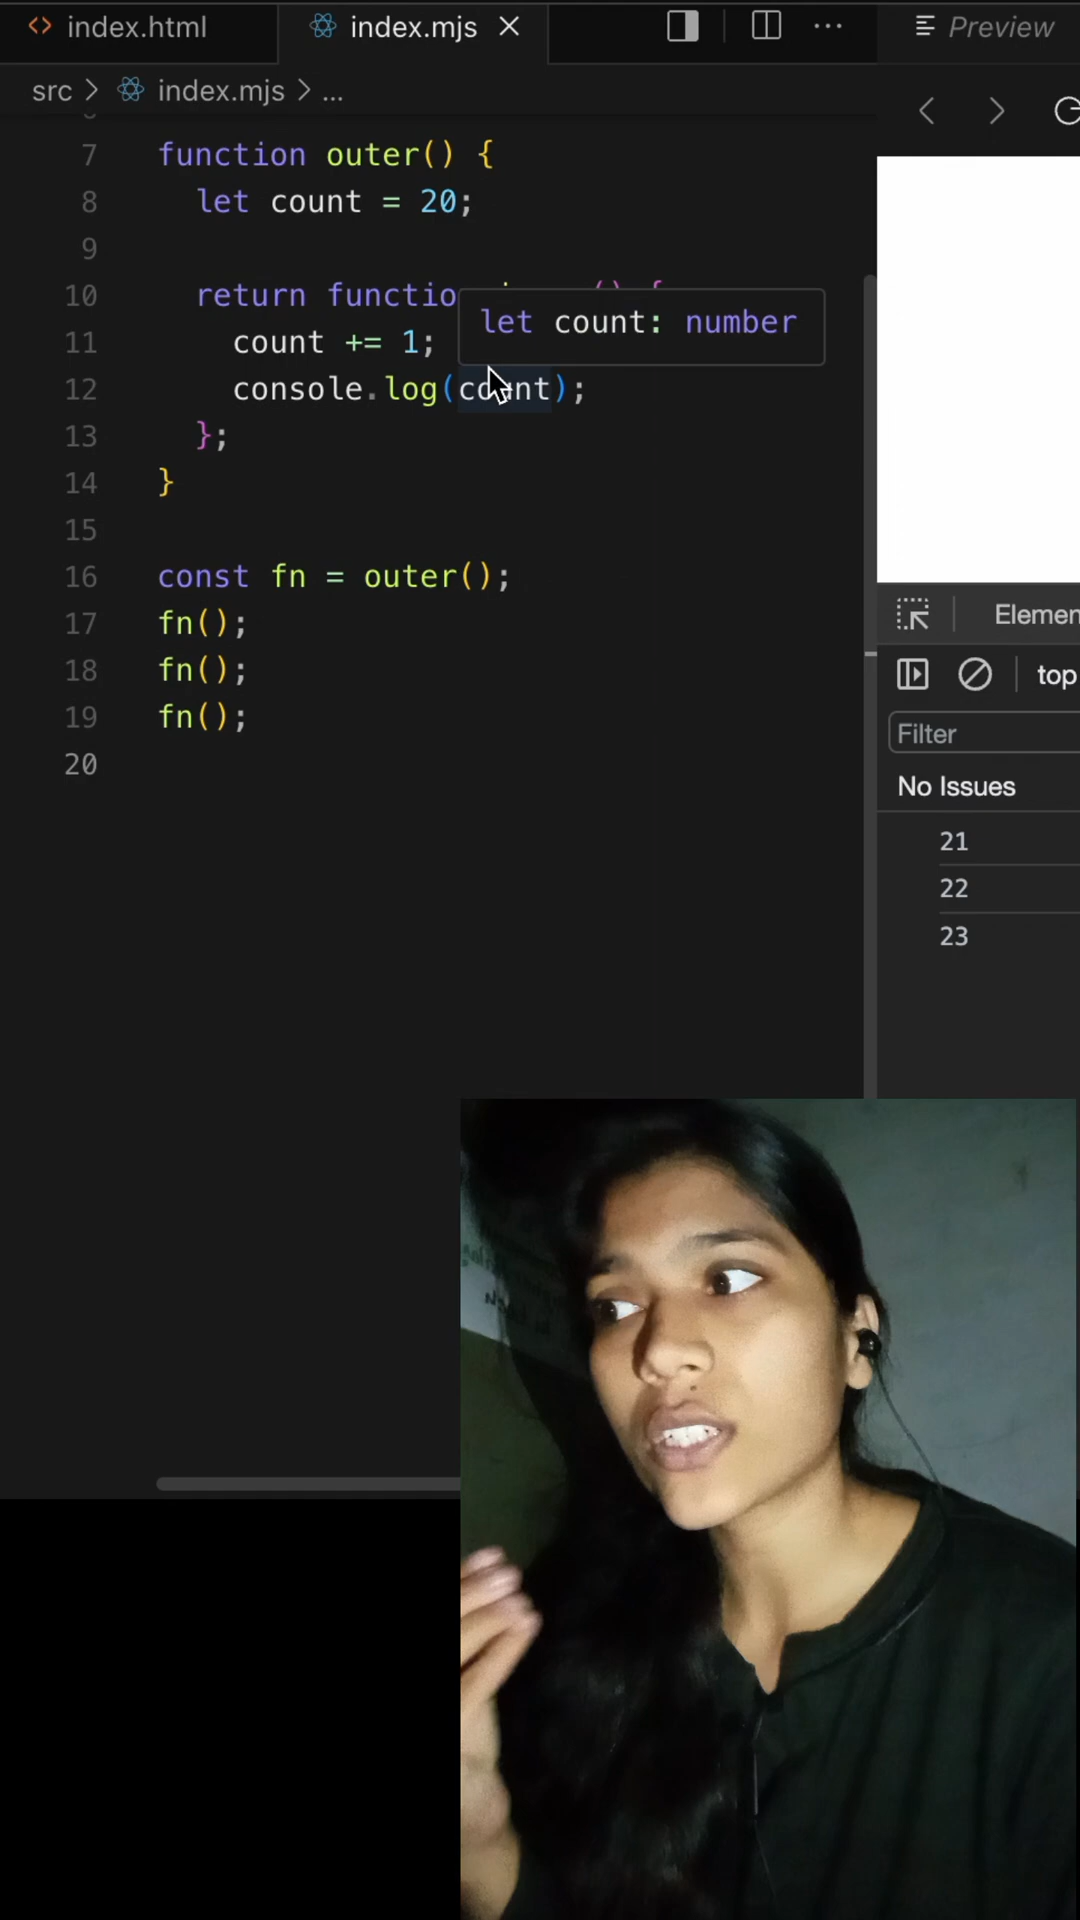 index.html
index.mjs
Preview
src > index.mjs > ...
7 function outer() {
8 let count = 20;
9
10 return functio
let count: number
11 count += 1;
12 console.log(count);
13 };
14 }
15
16 const fn = outer();
17 fn();
18 fn();
19 fn();
20
Elemen
top
Filter
No Issues
21
22
23